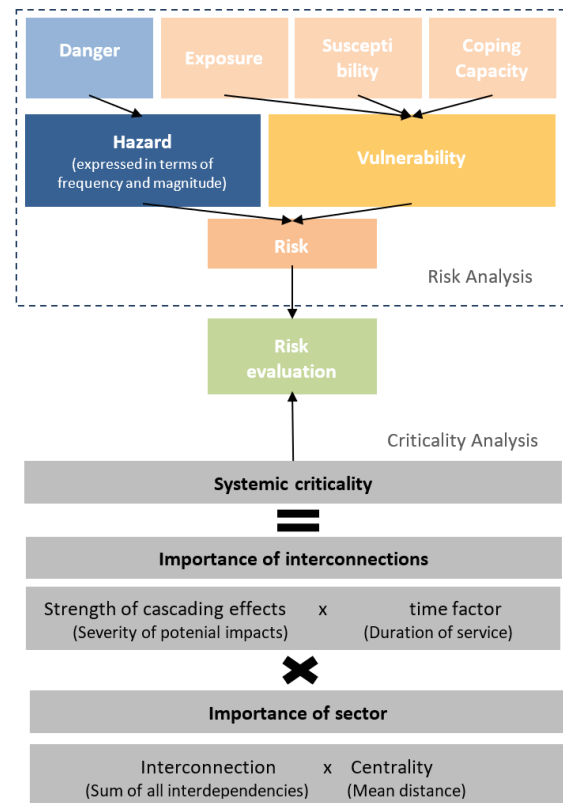 Danger
Exposure
Suscepti
bility
Coping
Capacity
Hazard
(expressed in terms of
frequency and magnitude)
Vulnerability
Risk
Risk Analysis
Risk
evaluation
Criticality Analysis
Systemic criticality
=
Importance of interconnections
Strength of cascading effects x time factor
(Severity of potenial impacts) (Duration of service)
×
Importance of sector
Interconnection x Centrality
(Sum of all interdependencies) (Mean distance)